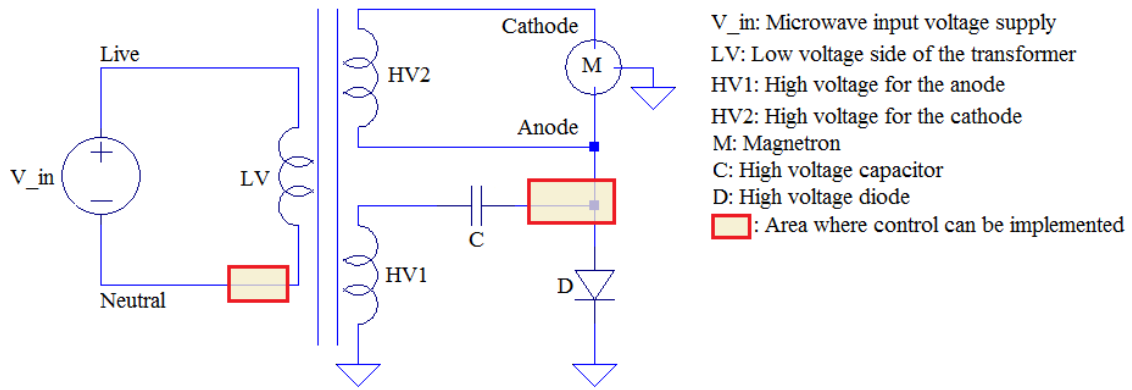 Live
V_in
Neutral
LV
HV2
HV1
Cathode
M
Anode
C
D
V_in: Microwave input voltage supply
LV: Low voltage side of the transformer
HV1: High voltage for the anode
HV2: High voltage for the cathode
M: Magnetron
C: High voltage capacitor
D: High voltage diode
: Area where control can be implemented